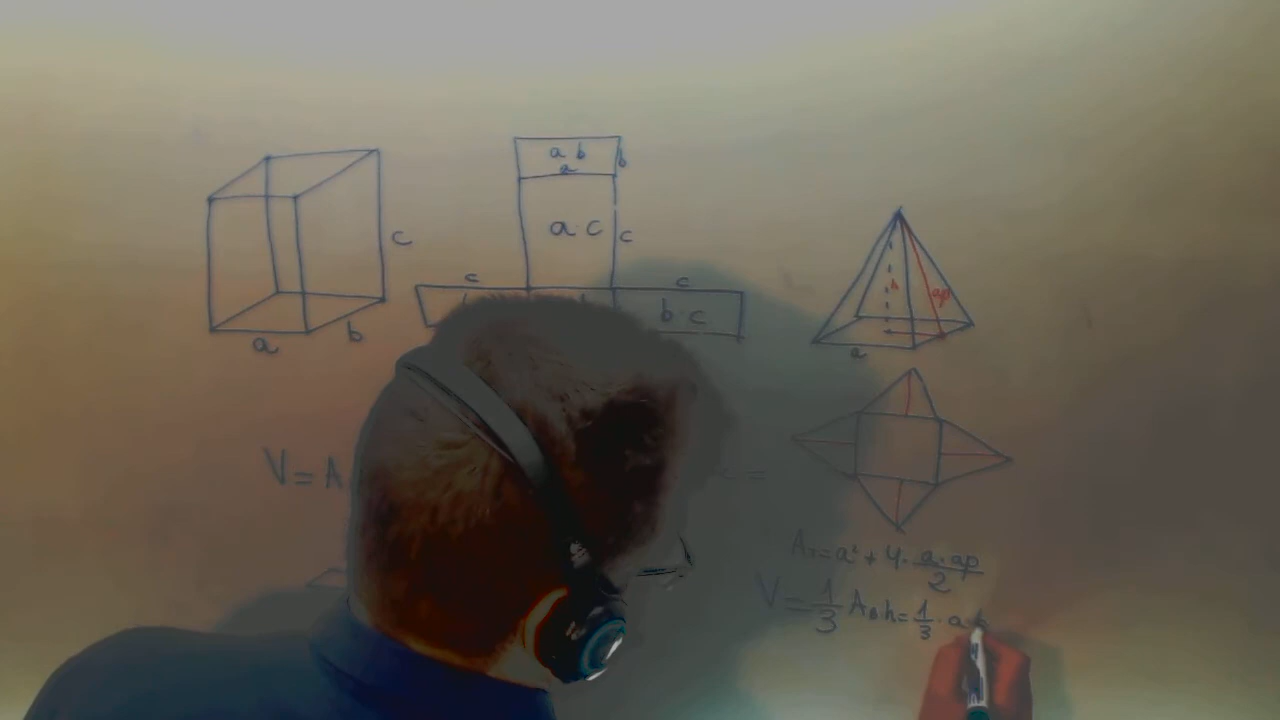 a b
b
a
a·c
c
c
c
c
b·c
a
b
h
ap
a
V = A
=
A_T = a² + 4 · a·ap/2
V = 1/3 A_B h = 1/3 · a